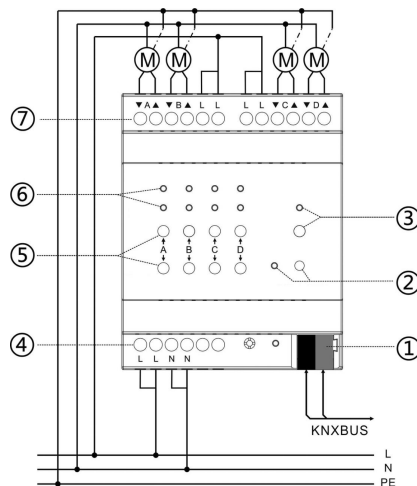 M M M M
▼A▲ ▼B▲ L L L L ▼C▲ ▼D▲
⑦
⑥
③
⑤ A B C D
②
④ ①
L L N N
KNXBUS
L
N
PE